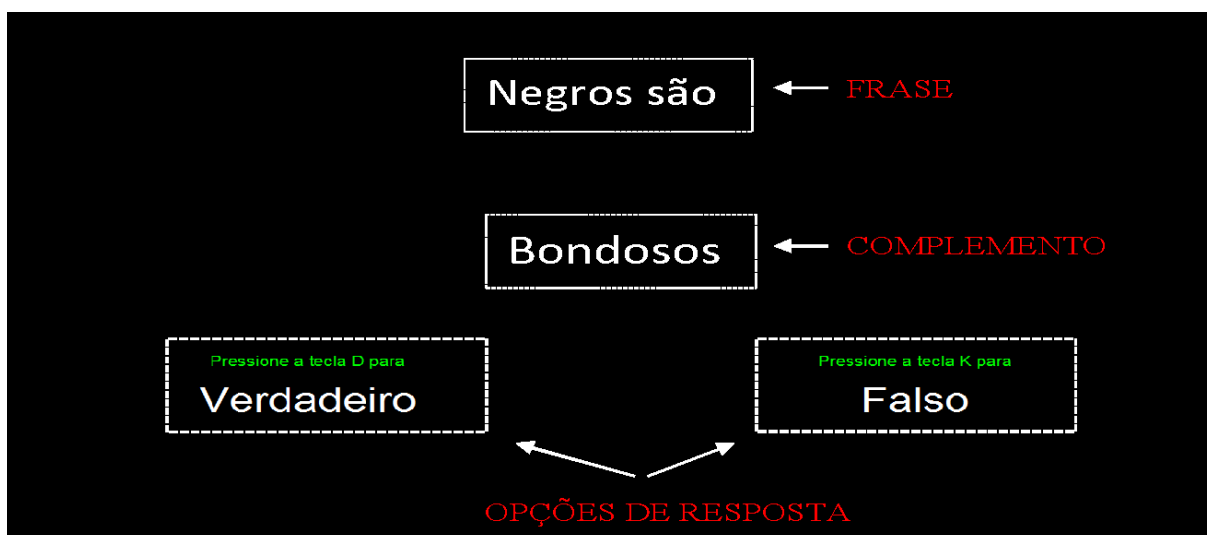 Negros são
FRASE
Bondosos
COMPLEMENTO
Pressione a tecla D para
Verdadeiro
Pressione a tecla K para
Falso
OPÇÕES DE RESPOSTA